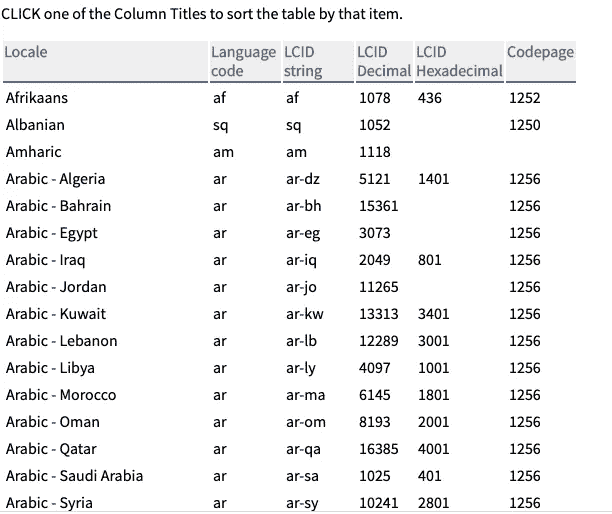 CLICK one of the Column Titles to sort the table by that item.
Locale Language code LCID string LCID Decimal LCID Hexadecimal Codepage
Afrikaans af af 1078 436 1252
Albanian sq sq 1052 1250
Amharic am am 1118
Arabic - Algeria ar ar-dz 5121 1401 1256
Arabic - Bahrain ar ar-bh 15361 1256
Arabic - Egypt ar ar-eg 3073 1256
Arabic - Iraq ar ar-iq 2049 801 1256
Arabic - Jordan ar ar-jo 11265 1256
Arabic - Kuwait ar ar-kw 13313 3401 1256
Arabic - Lebanon ar ar-lb 12289 3001 1256
Arabic - Libya ar ar-ly 4097 1001 1256
Arabic - Morocco ar ar-ma 6145 1801 1256
Arabic - Oman ar ar-om 8193 2001 1256
Arabic - Qatar ar ar-qa 16385 4001 1256
Arabic - Saudi Arabia ar ar-sa 1025 401 1256
Arabic - Syria ar ar-sy 10241 2801 1256